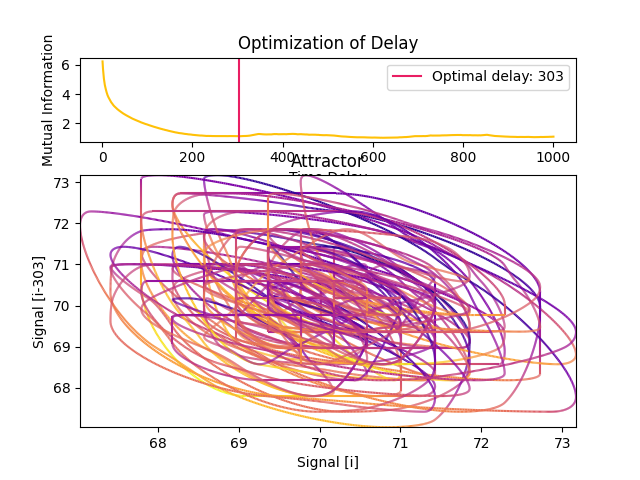 Optimization of Delay
Mutual Information
6
4
2
Optimal delay: 303
0 200 400 600 800 1000
Time Delay
Attractor
Signal [i-303]
73
72
71
70
69
68
68 69 70 71 72 73
Signal [i]